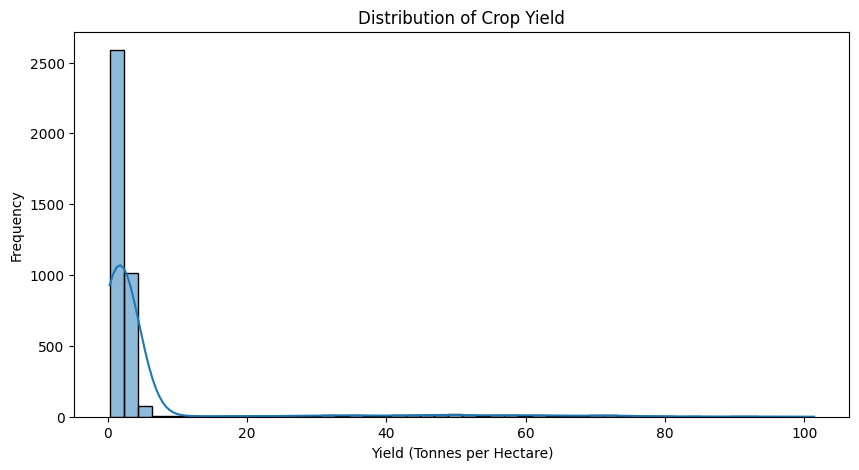 Distribution of Crop Yield
2500
2000
1500
1000
500
0
Frequency
0 20 40 60 80 100
Yield (Tonnes per Hectare)